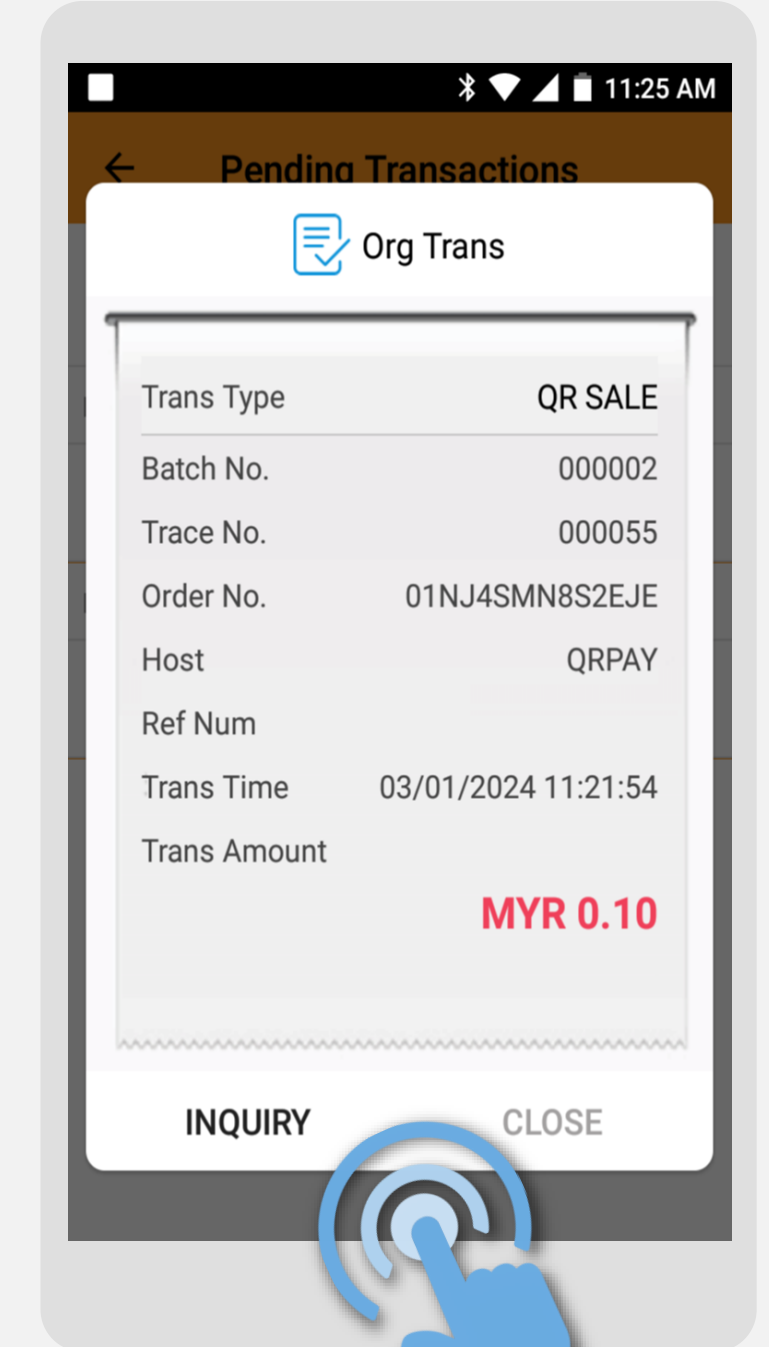 11:25 AM
Pending Transactions
Org Trans
Trans Type QR SALE
Batch No. 000002
Trace No. 000055
Order No. 01NJ4SMN8S2EJE
Host QRPAY
Ref Num
Trans Time 03/01/2024 11:21:54
Trans Amount
MYR 0.10
INQUIRY CLOSE